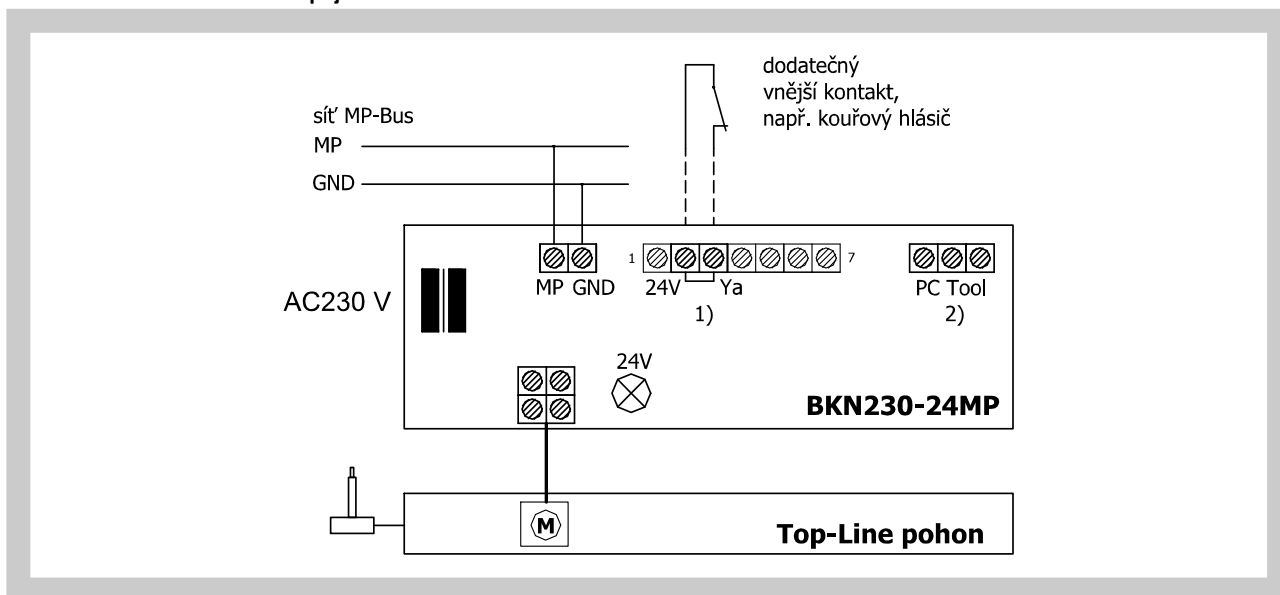 dodatečný
vnější kontakt,
např. kouřový hlásič
síť MP-Bus
MP
GND
1 7
MP GND 24V Ya PC Tool
1) 2)
AC230 V
24V
BKN230-24MP
M
Top-Line pohon